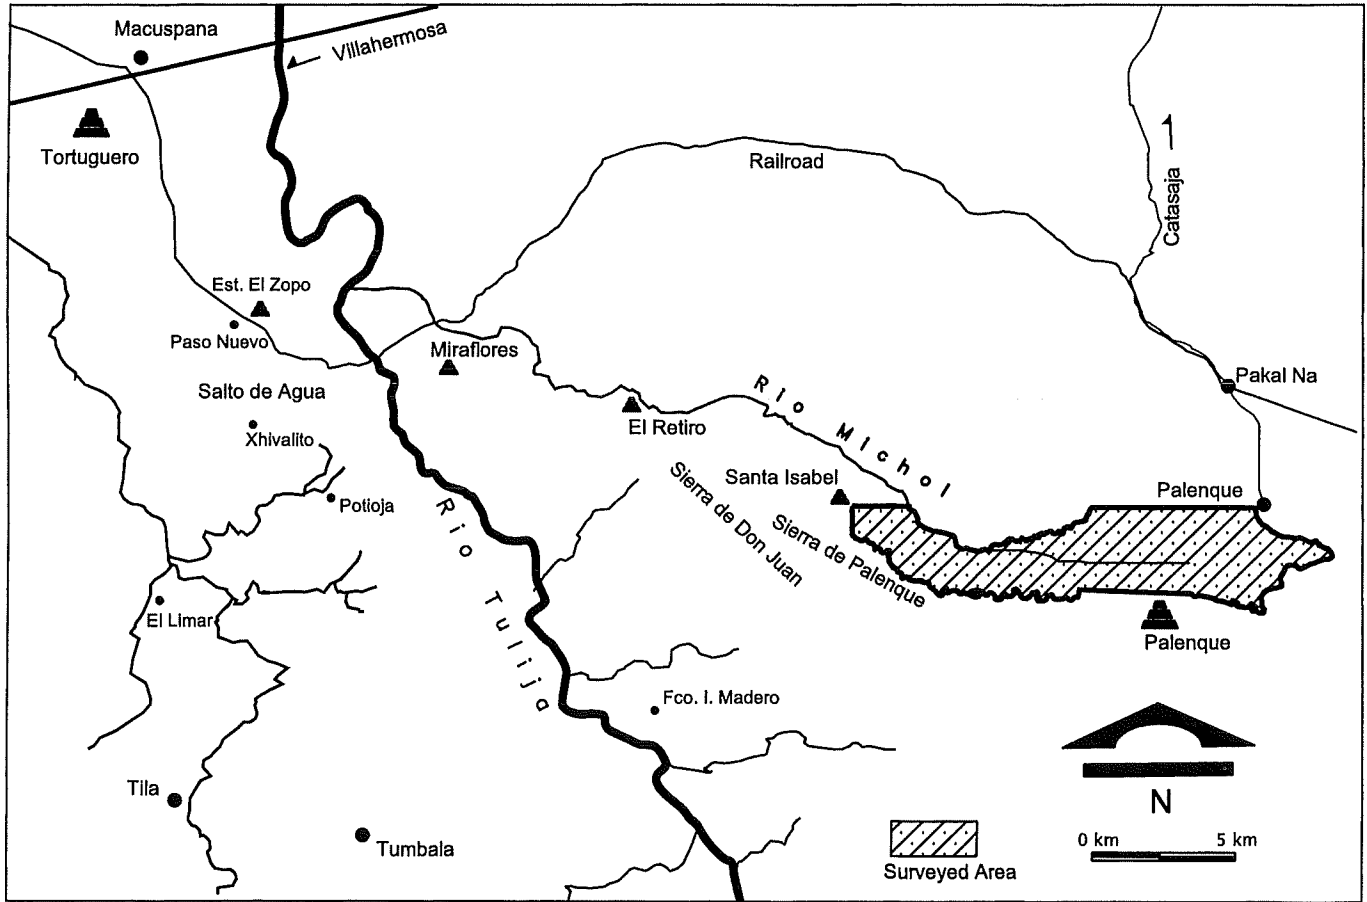 Macuspana
Villahermosa
Tortuguero
Railroad
Catasaja
Est. El Zopo
Paso Nuevo
Miraflores
Pakal Na
Salto de Agua
Xhivalito
El Retiro
Rio Michol
Santa Isabel
Palenque
Potioja
Sierra de Don Juan
Sierra de Palenque
Rio Tulija
El Limar
Palenque
Fco. I. Madero
Tila
Tumbala
N
0 km 5 km
Surveyed Area